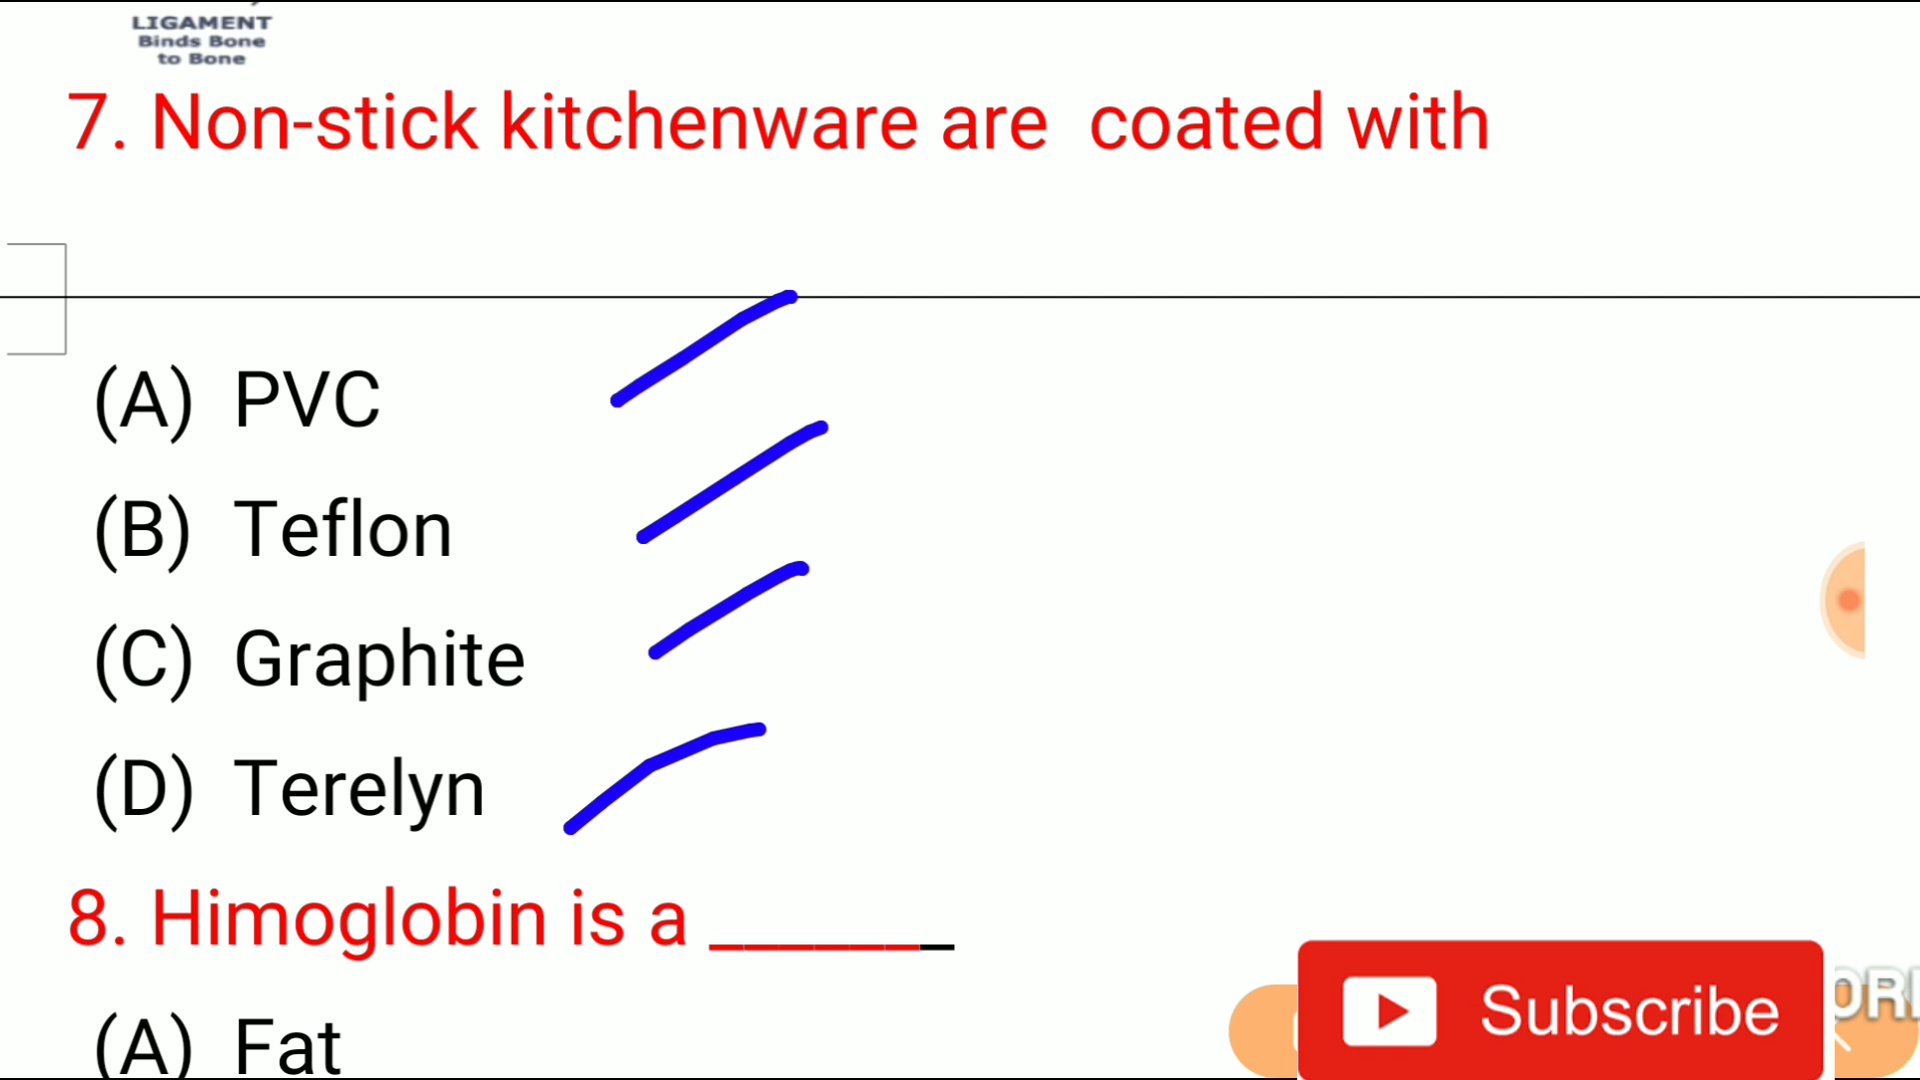 LIGAMENT
Binds Bone
to Bone
7. Non-stick kitchenware are coated with
(A) PVC
(B) Teflon
(C) Graphite
(D) Terelyn
8. Himoglobin is a _______
(A) Fat
Subscribe